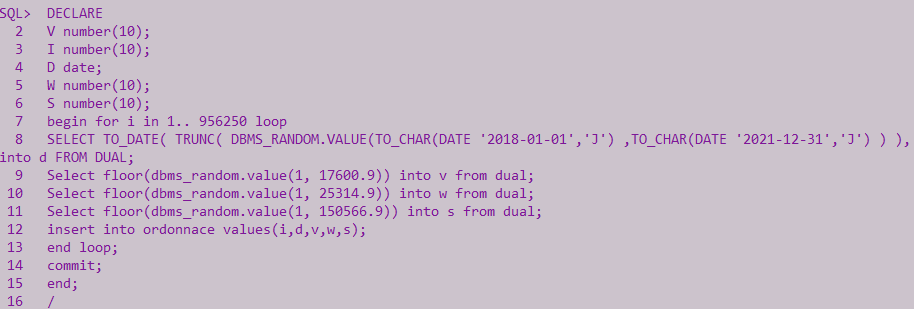 SQL>  DECLARE
  2   V number(10);
  3   I number(10);
  4   D date;
  5   W number(10);
  6   S number(10);
  7   begin for i in 1.. 956250 loop
  8   SELECT TO_DATE( TRUNC( DBMS_RANDOM.VALUE(TO_CHAR(DATE '2018-01-01','J') ,TO_CHAR(DATE '2021-12-31','J') ) ),
into d FROM DUAL;
  9   Select floor(dbms_random.value(1, 17600.9)) into v from dual;
 10   Select floor(dbms_random.value(1, 25314.9)) into w from dual;
 11   Select floor(dbms_random.value(1, 150566.9)) into s from dual;
 12   insert into ordonnace values(i,d,v,w,s);
 13   end loop;
 14   commit;
 15   end;
 16   /